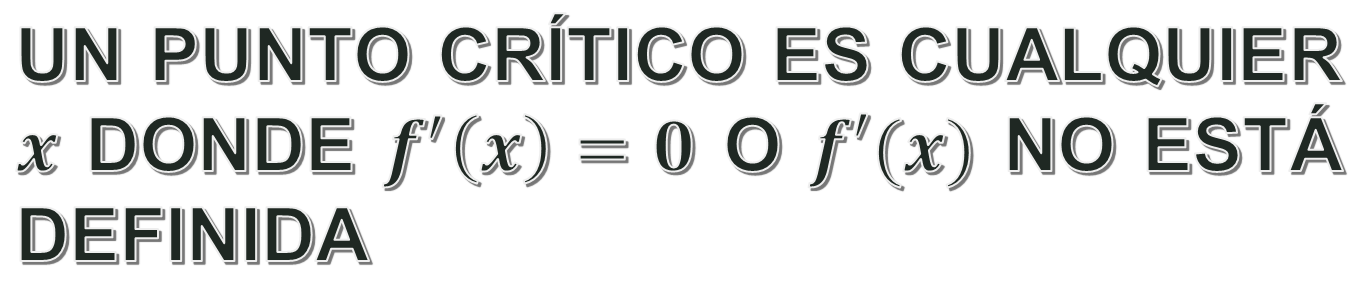 UN PUNTO CRÍTICO ES CUALQUIER
x DONDE f′(x) = 0 O f′(x) NO ESTÁ
DEFINIDA